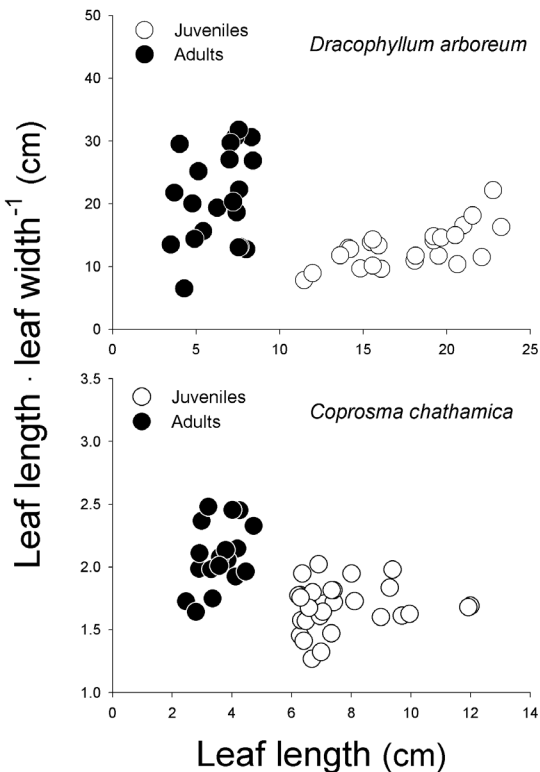 Leaf length · leaf width⁻¹ (cm)
50
40
30
20
10
0
Juveniles
Adults
Dracophyllum arboreum
0 5 10 15 20 25
3.5
3.0
2.5
2.0
1.5
1.0
Juveniles
Adults
Coprosma chathamica
0 2 4 6 8 10 12 14
Leaf length (cm)